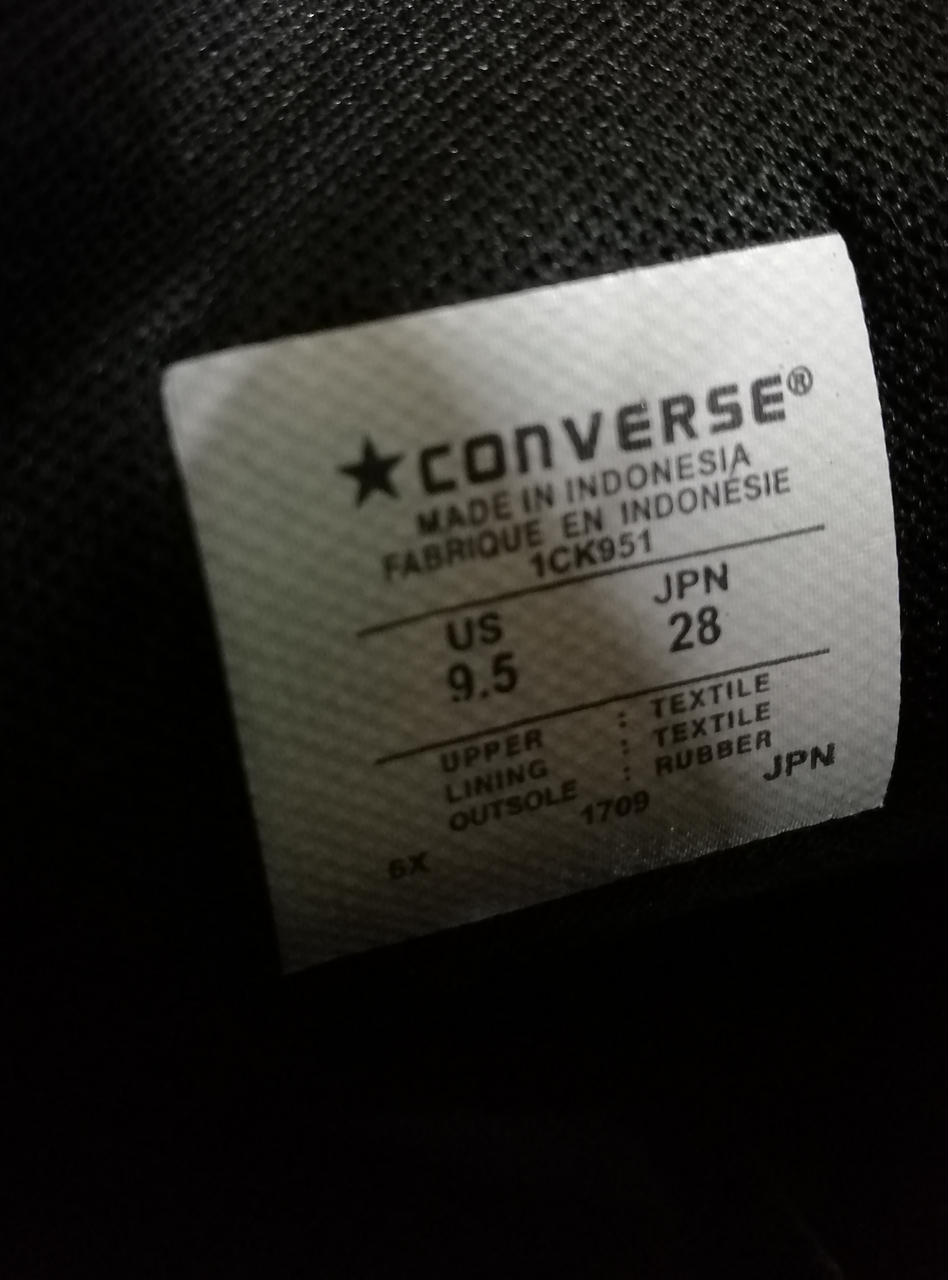 ★CONVERSE®
MADE IN INDONESIA
FABRIQUE EN INDONÉSIE
1CK951
US JPN
9.5 28
UPPER : TEXTILE
LINING : TEXTILE
OUTSOLE : RUBBER
1709 JPN
6X